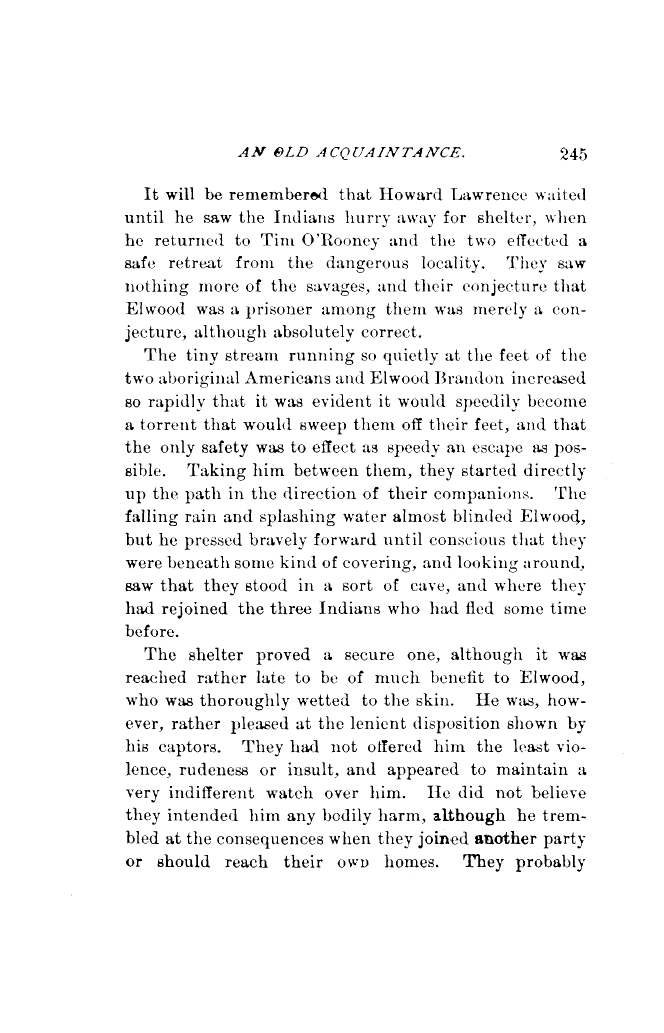 AN OLD ACQUAINTANCE. 245
It will be remembered that Howard Lawrence waited
until he saw the Indians hurry away for shelter, when
he returned to Tim O'Rooney and the two effected a
safe retreat from the dangerous locality. They saw
nothing more of the savages, and their conjecture that
Elwood was a prisoner among them was merely a con-
jecture, although absolutely correct.
The tiny stream running so quietly at the feet of the
two aboriginal Americans and Elwood Brandon increased
so rapidly that it was evident it would speedily become
a torrent that would sweep them off their feet, and that
the only safety was to effect as speedy an escape as pos-
sible. Taking him between them, they started directly
up the path in the direction of their companions. The
falling rain and splashing water almost blinded Elwood,
but he pressed bravely forward until conscious that they
were beneath some kind of covering, and looking around,
saw that they stood in a sort of cave, and where they
had rejoined the three Indians who had fled some time
before.
The shelter proved a secure one, although it was
reached rather late to be of much benefit to Elwood,
who was thoroughly wetted to the skin. He was, how-
ever, rather pleased at the lenient disposition shown by
his captors. They had not offered him the least vio-
lence, rudeness or insult, and appeared to maintain a
very indifferent watch over him. He did not believe
they intended him any bodily harm, although he trem-
bled at the consequences when they joined another party
or should reach their own homes. They probably